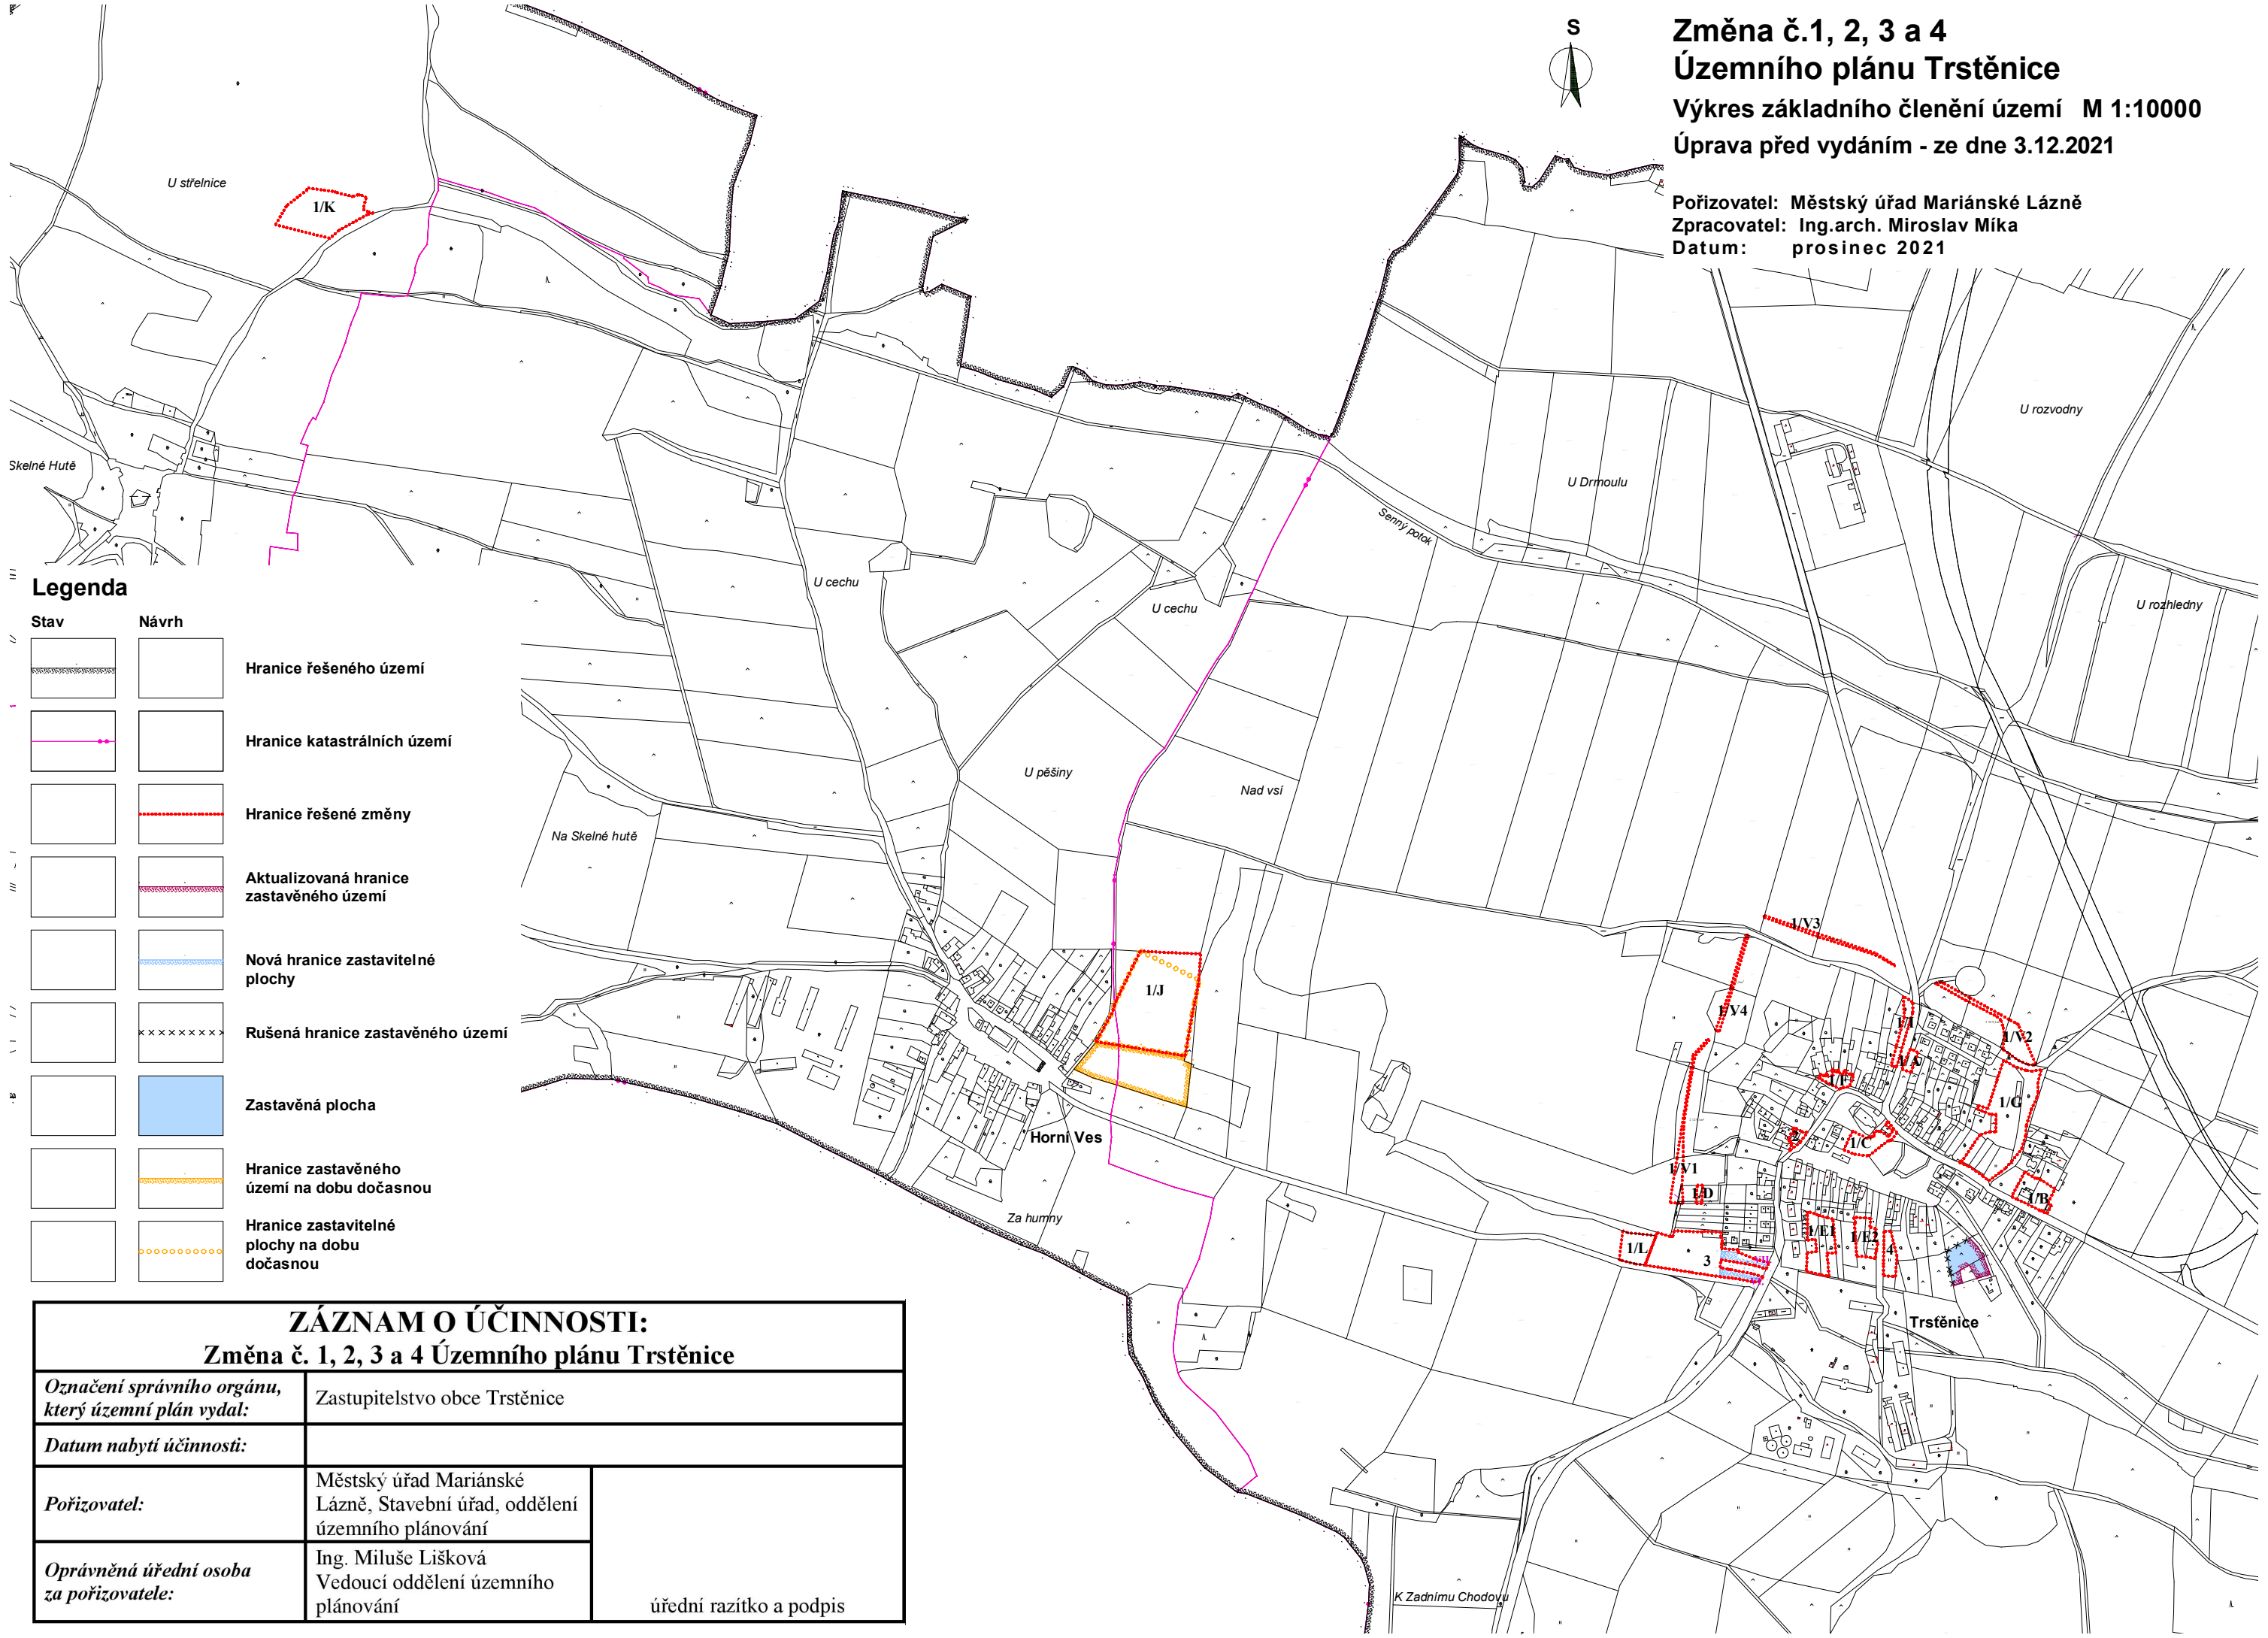 S
Změna č.1, 2, 3 a 4
Územního plánu Trstěnice
Výkres základního členění území M 1:10000
Úprava před vydáním - ze dne 3.12.2021
Pořizovatel: Městský úřad Mariánské Lázně
Zpracovatel: Ing.arch. Miroslav Míka
Datum: prosinec 2021
U střelnice
1/K
U rozvodny
Skelné Hutě
U Drmoulu
Senný potok
U cechu
U cechu
U rozhledny
U pěšiny
Nad vsí
Na Skelné hutě
1/J
1/V3
1/V4
1/I
1/V2
1/A
1/F
1/G
2
1/C
Horní Ves
1/V1
1/D
1/B
Za humny
1/E1
1/E2
1/L
3
4
Trstěnice
K Zadnímu Chodovu
Legenda
Stav Návrh
Hranice řešeného území
Hranice katastrálních území
Hranice řešené změny
Aktualizovaná hranice
zastavěného území
Nová hranice zastavitelné
plochy
Rušená hranice zastavěného území
Zastavěná plocha
Hranice zastavěného
území na dobu dočasnou
Hranice zastavitelné
plochy na dobu
dočasnou
ZÁZNAM O ÚČINNOSTI:
Změna č. 1, 2, 3 a 4 Územního plánu Trstěnice
Označení správního orgánu,
který územní plán vydal:
Zastupitelstvo obce Trstěnice
Datum nabytí účinnosti:
Pořizovatel:
Městský úřad Mariánské
Lázně, Stavební úřad, oddělení
územního plánování
Oprávněná úřední osoba
za pořizovatele:
Ing. Miluše Lišková
Vedoucí oddělení územního
plánování
úřední razítko a podpis